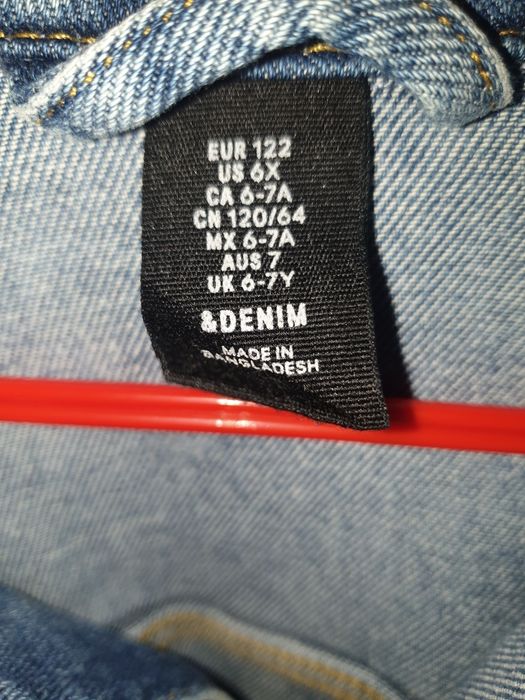 EUR 122
US 6X
CA 6-7A
CN 120/64
MX 6-7A
AUS 7
UK 6-7Y
&DENIM
MADE IN
BANGLADESH